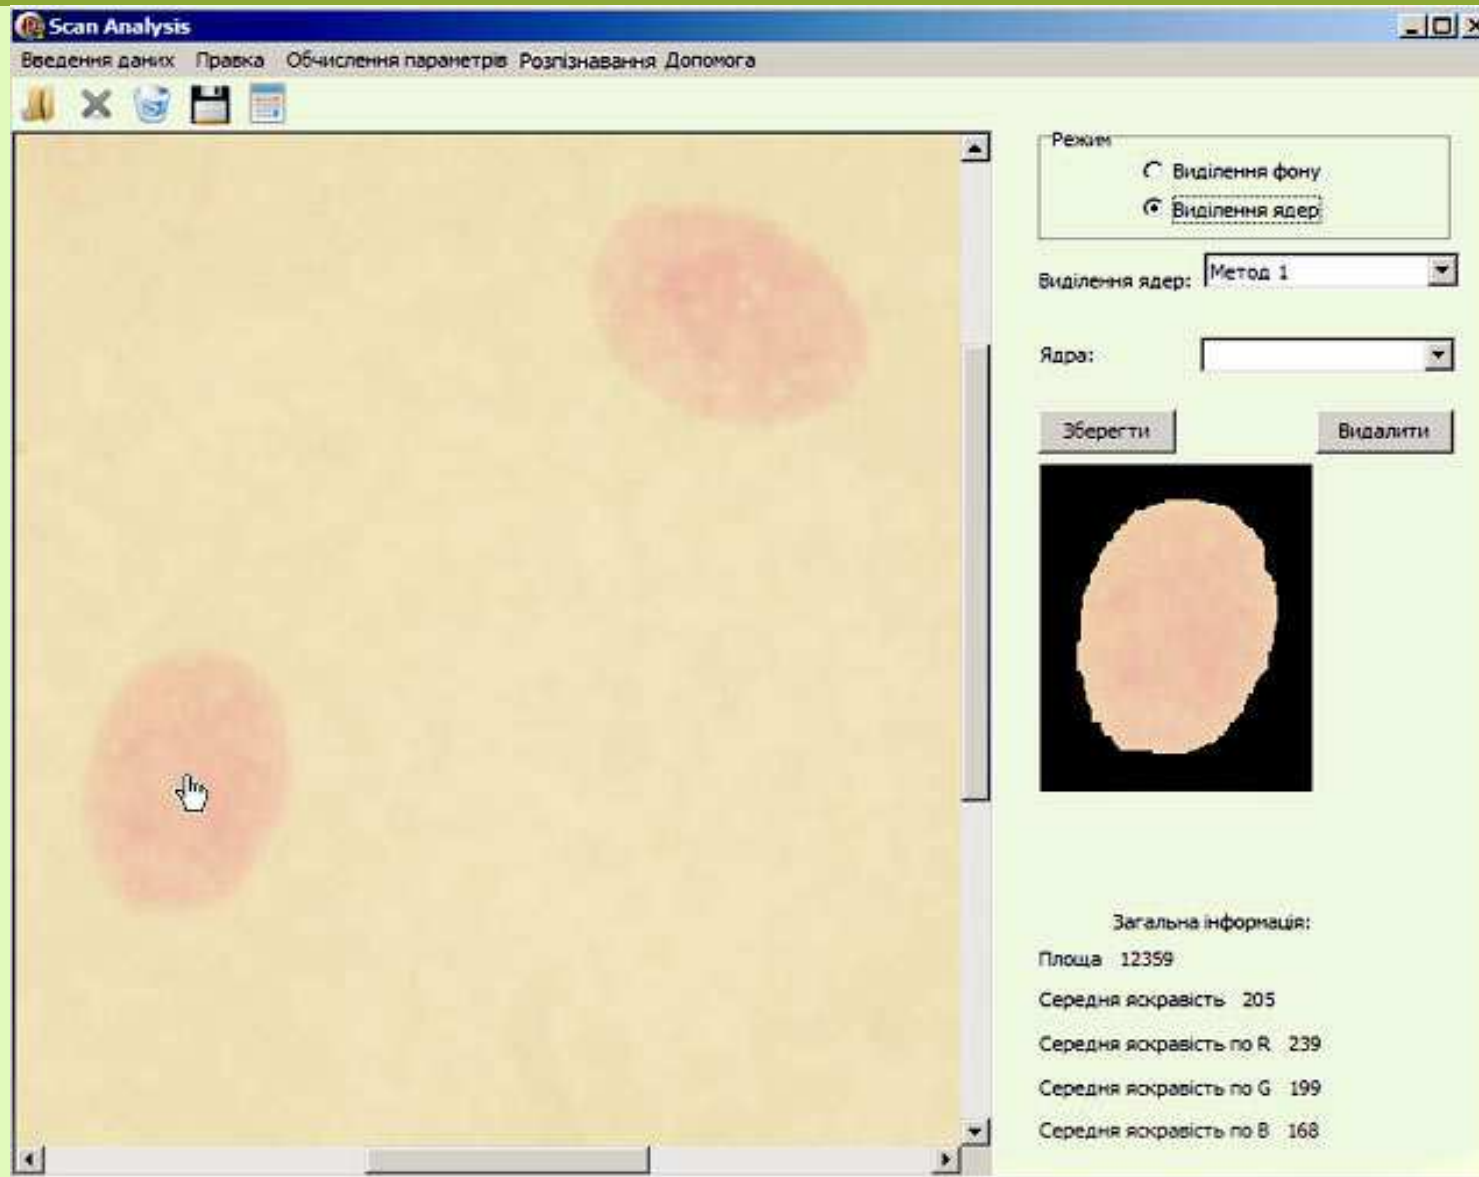 Scan Analysis
Введення даних Правка Обчислення параметрів Розпізнавання Допомога
Режим
Виділення фону
Виділення ядер
Виділення ядер: Метод 1
Ядра:
Зберегти Видалити
Загальна інформація:
Площа 12359
Середня яскравість 205
Середня яскравість по R 239
Середня яскравість по G 199
Середня яскравість по B 168